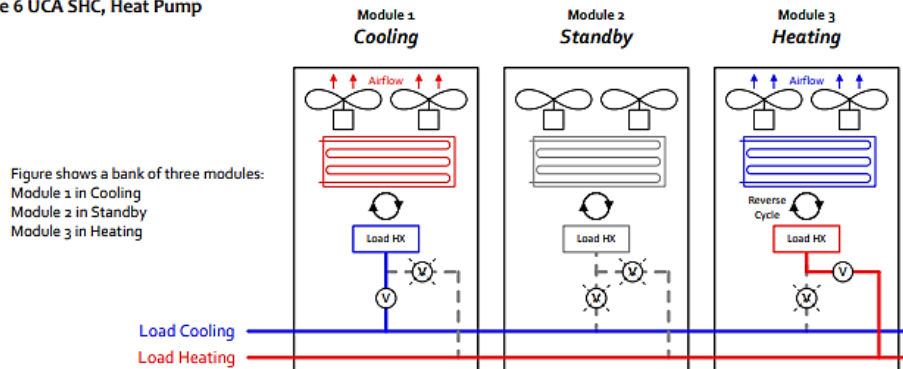 e 6 UCA SHC, Heat Pump
Module 1
Cooling
Module 2
Standby
Module 3
Heating
Airflow
Airflow
Figure shows a bank of three modules:
Module 1 in Cooling
Module 2 in Standby
Module 3 in Heating
Reverse
Cycle
Load HX
Load HX
Load HX
V
V
V
V
V
V
Load Cooling
Load Heating